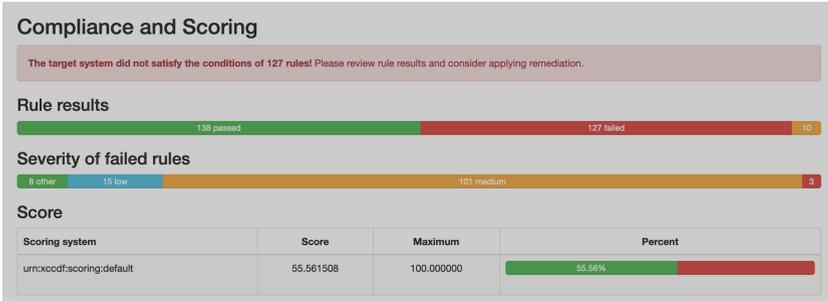 Compliance and Scoring
The target system did not satisfy the conditions of 127 rules! Please review rule results and consider applying remediation.
Rule results
138 passed 127 failed 10
Severity of failed rules
8 other 15 low 101 medium 3
Score
Scoring system Score Maximum Percent
urn:xccdf:scoring:default 55.561508 100.000000 55.56%